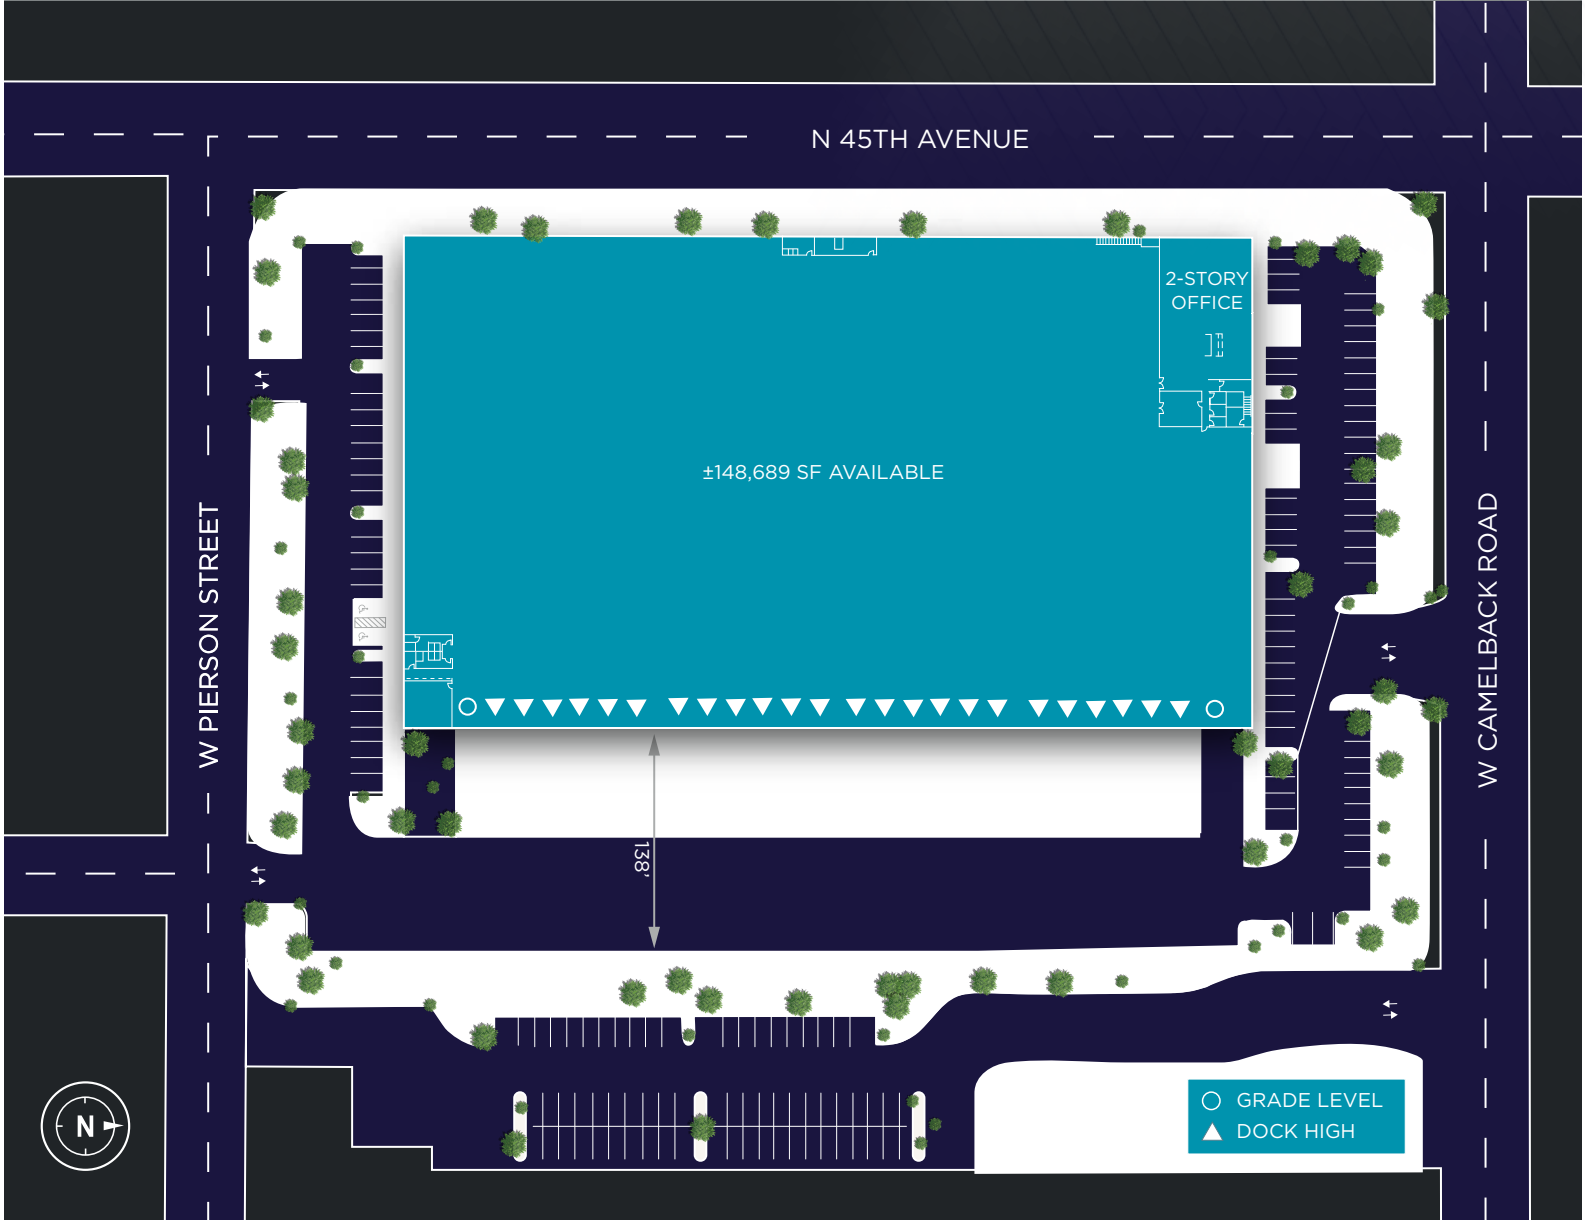 N 45TH AVENUE
2-STORY
OFFICE
±148,689 SF AVAILABLE
W PIERSON STREET
W CAMELBACK ROAD
138'
N
GRADE LEVEL
DOCK HIGH